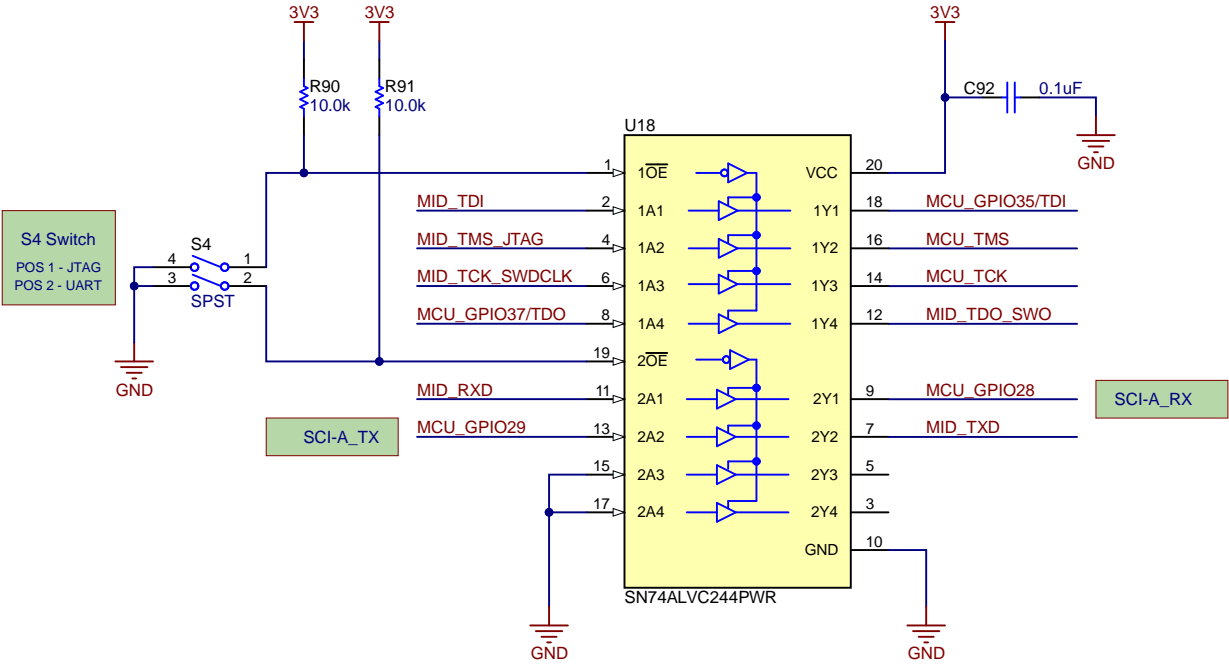 3V3
3V3
3V3
R90
10.0k
R91
10.0k
C92
0.1uF
GND
U18
1
1OE
VCC
20
MID_TDI
2
1A1
1Y1
18
MCU_GPIO35/TDI
S4 Switch
POS 1 - JTAG
POS 2 - UART
S4
4
1
3
2
SPST
GND
MID_TMS_JTAG
4
1A2
1Y2
16
MCU_TMS
MID_TCK_SWDCLK
6
1A3
1Y3
14
MCU_TCK
MCU_GPIO37/TDO
8
1A4
1Y4
12
MID_TDO_SWO
19
2OE
MID_RXD
11
2A1
2Y1
9
MCU_GPIO28
SCI-A_RX
SCI-A_TX
MCU_GPIO29
13
2A2
2Y2
7
MID_TXD
15
2A3
2Y3
5
17
2A4
2Y4
3
GND
10
SN74ALVC244PWR
GND
GND